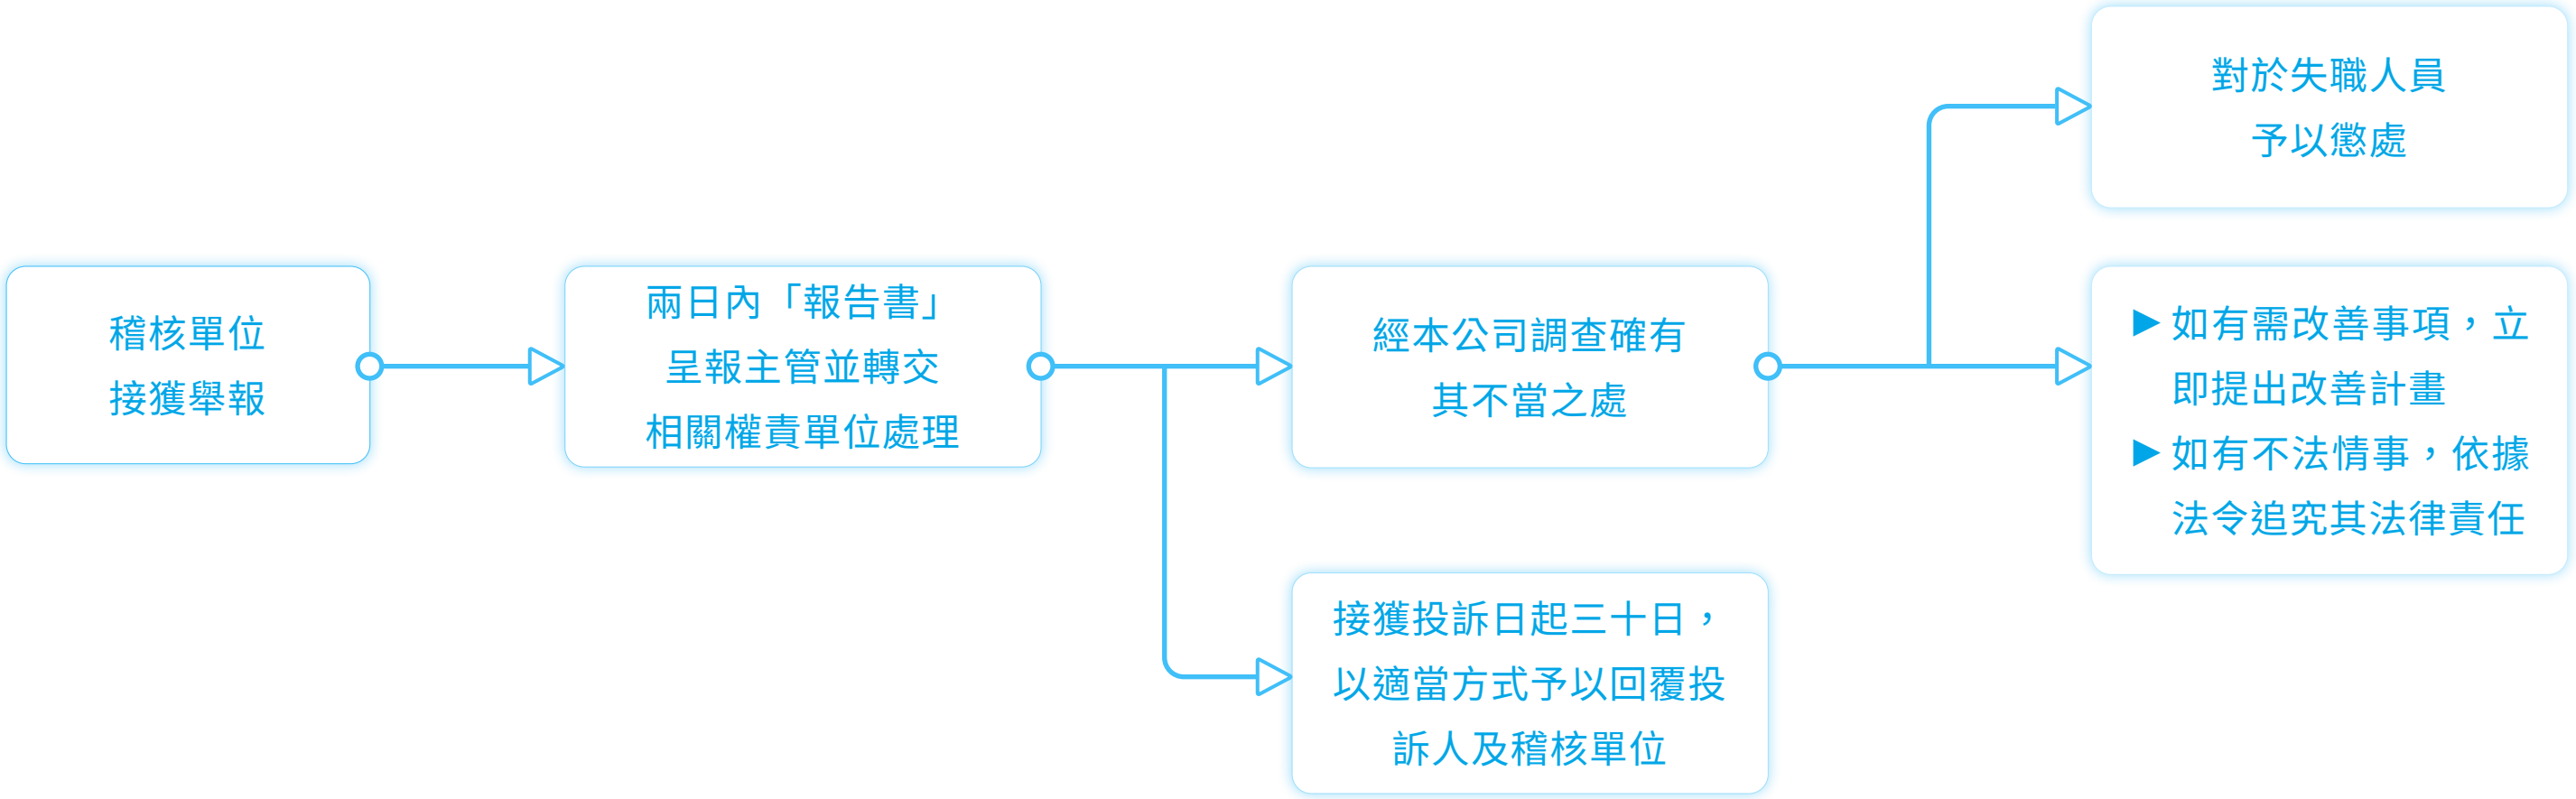 稽核單位
接獲舉報
兩日內「報告書」
呈報主管並轉交
相關權責單位處理
經本公司調查確有
其不當之處
接獲投訴日起三十日，
以適當方式予以回覆投
訴人及稽核單位
對於失職人員
予以懲處
▶如有需改善事項，立
即提出改善計畫
▶如有不法情事，依據
法令追究其法律責任